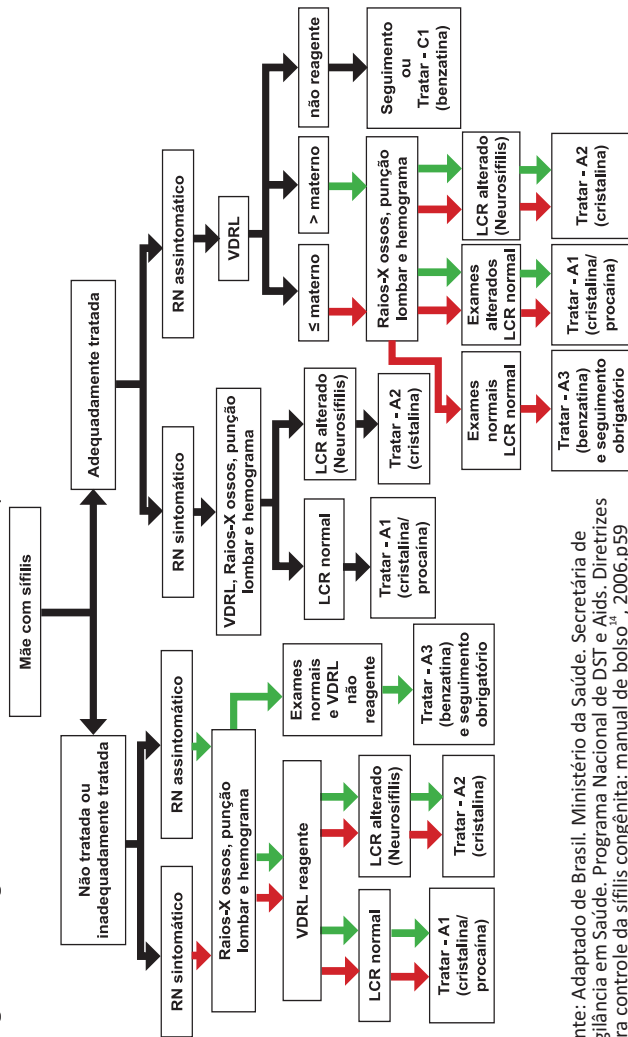 Mãe com sífilis
Não tratada ou
inadequadamente tratada
Adequadamente tratada
RN sintomático
RN assintomático
RN sintomático
RN assintomático
Raios-X ossos, punção
lombar e hemograma
VDRL, Raios-X ossos, punção
lombar e hemograma
VDRL
VDRL reagente
Exames
normais
e VDRL
não
reagente
LCR normal
LCR alterado
(Neurosífilis)
≤ materno
> materno
não reagente
LCR normal
LCR alterado
(Neurosífilis)
Tratar - A3
(benzatina)
e seguimento
obrigatório
Tratar - A1
(cristalina/
procaína)
Tratar - A2
(cristalina)
Raios-X ossos, punção
lombar e hemograma
Seguimento
ou
Tratar - C1
(benzatina)
Tratar - A1
(cristalina/
procaína)
Tratar - A2
(cristalina)
Exames
normais
LCR normal
Exames
alterados
LCR normal
LCR alterado
(Neurosífilis)
Tratar - A3
(benzatina)
e seguimento
obrigatório
Tratar - A1
(cristalina/
procaína)
Tratar - A2
(cristalina)
nte: Adaptado de Brasil. Ministério da Saúde. Secretária de
gilância em Saúde. Programa Nacional de DST e Aids. Diretrizes
ra controle da sífilis congênita: manual de bolso¹⁴, 2006.p59